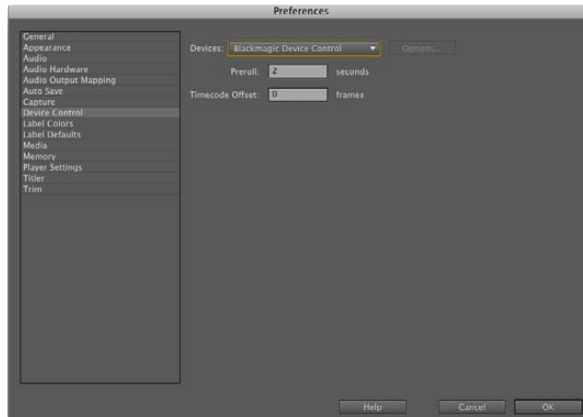 Preferences
General
Appearance
Audio
Audio Hardware
Audio Output Mapping
Auto Save
Capture
Device Control
Label Colors
Label Defaults
Media
Memory
Player Settings
Titler
Trim
Devices: Blackmagic Device Control Options...
Preroll: 2 seconds
Timecode Offset: 0 frames
Help Cancel OK